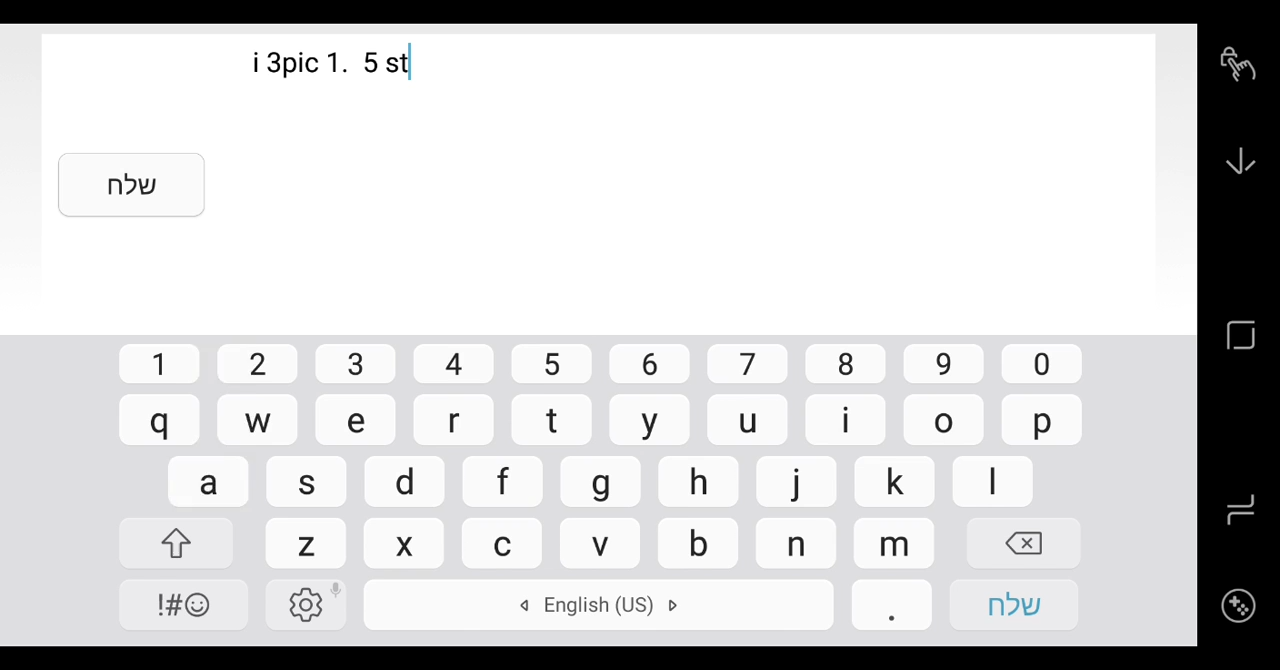 i 3pic 1.  5 st
שלח
1 2 3 4 5 6 7 8 9 0
q w e r t y u i o p
a s d f g h j k l
z x c v b n m
!#☺ English (US) . שלח